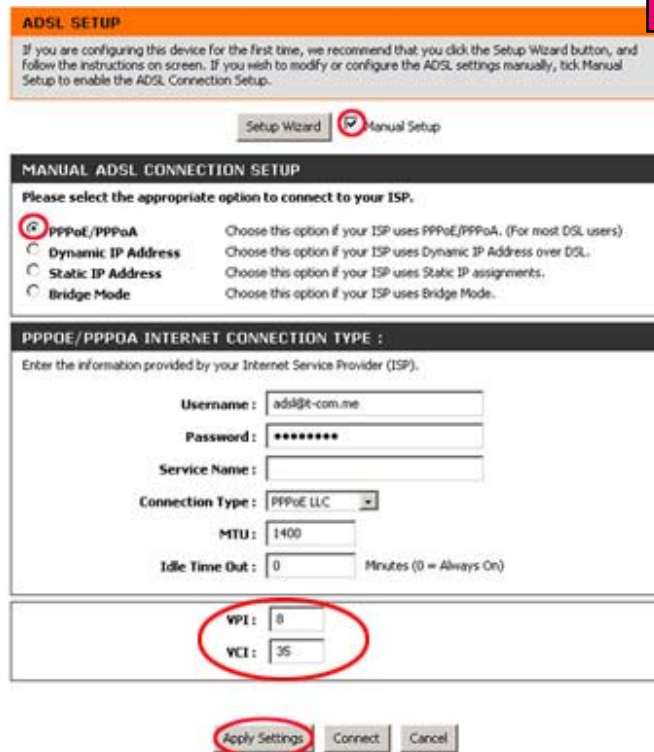 ADSL SETUP
If you are configuring this device for the first time, we recommend that you click the Setup Wizard button, and
follow the instructions on screen. If you wish to modify or configure the ADSL settings manually, tick Manual
Setup to enable the ADSL Connection Setup.
Setup Wizard Manual Setup
MANUAL ADSL CONNECTION SETUP
Please select the appropriate option to connect to your ISP.
PPPoE/PPPoA Choose this option if your ISP uses PPPoE/PPPoA. (For most DSL users)
Dynamic IP Address Choose this option if your ISP uses Dynamic IP Address over DSL.
Static IP Address Choose this option if your ISP uses Static IP assignments.
Bridge Mode Choose this option if your ISP uses Bridge Mode.
PPPOE/PPPOA INTERNET CONNECTION TYPE :
Enter the information provided by your Internet Service Provider (ISP).
Username : adsl@t-com.me
Password : ••••••••
Service Name :
Connection Type : PPPoE LLC
MTU : 1400
Idle Time Out : 0 Minutes (0 = Always On)
VPI : 8
VCI : 35
Apply Settings Connect Cancel